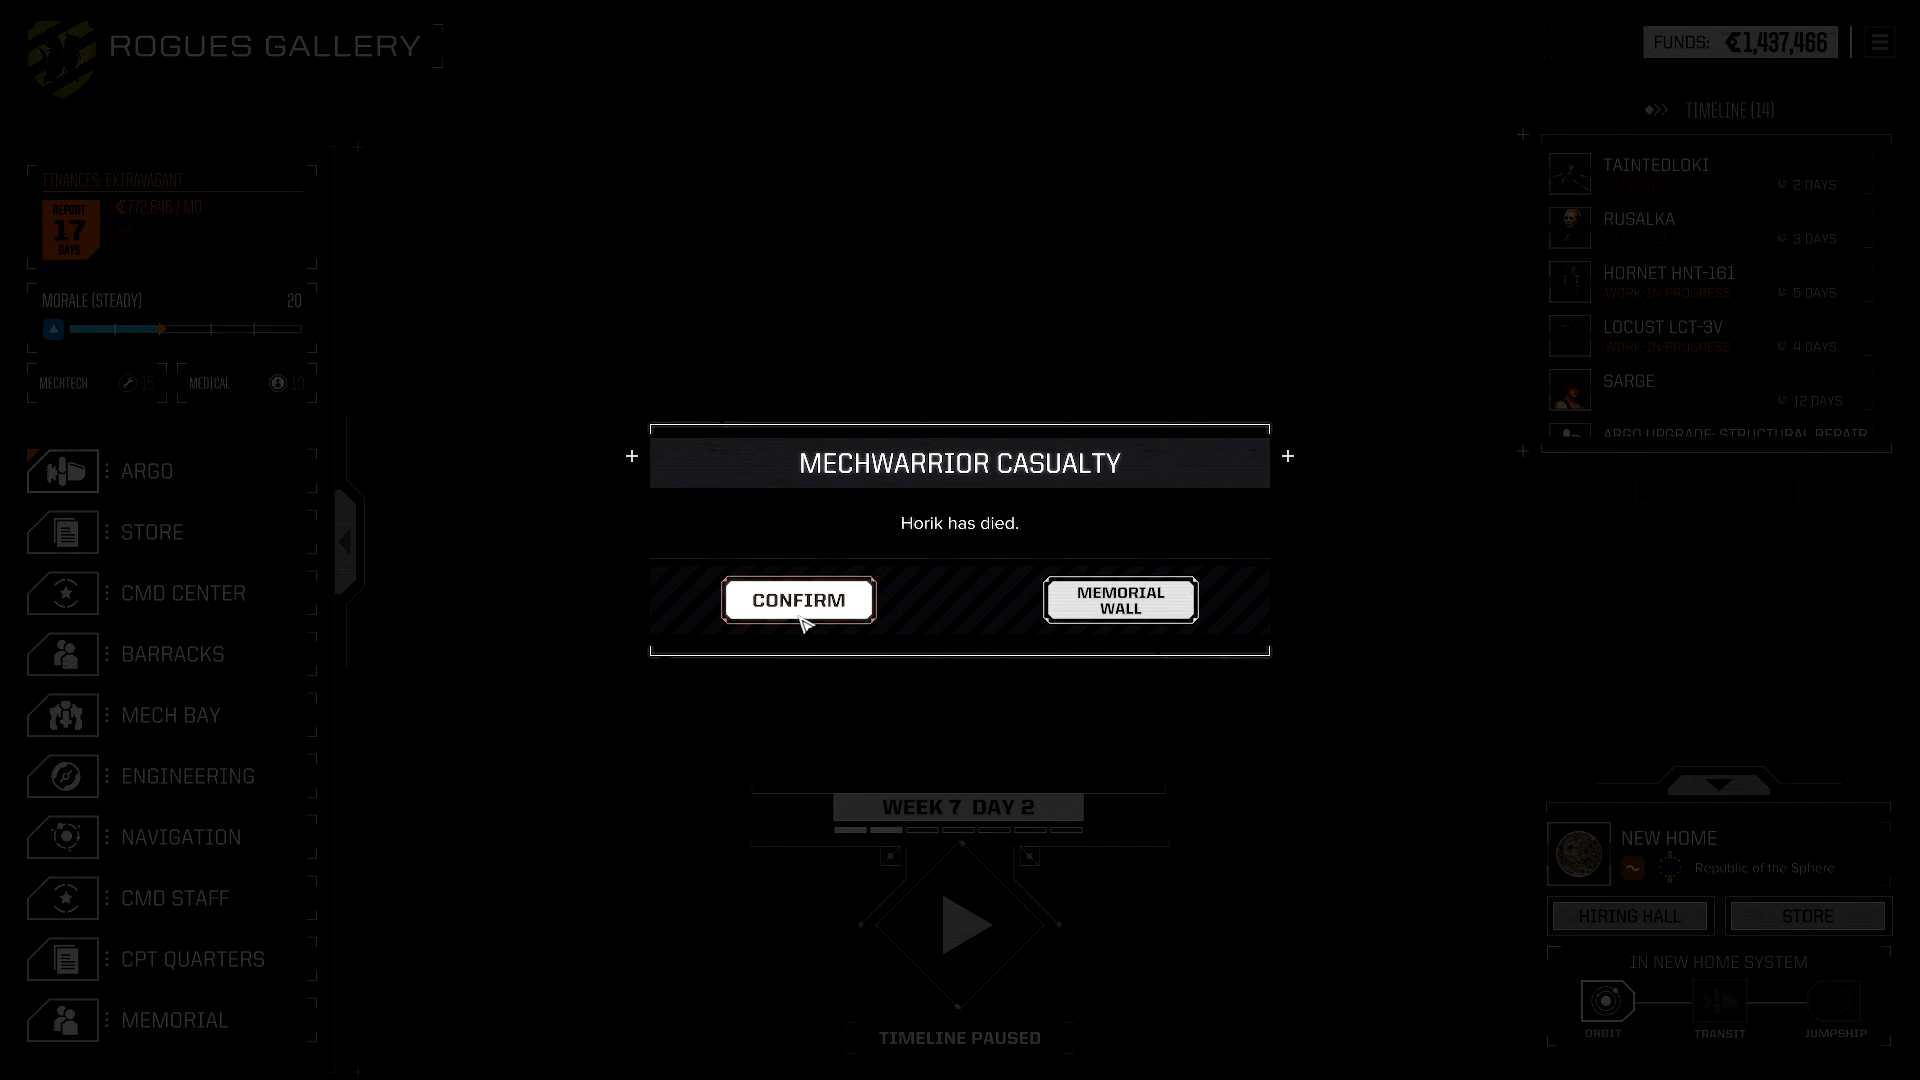 ROGUES GALLERY
FUNDS: 1,437,466
TIMELINE (14)
FINANCES: EXTRAVAGANT
REPORT
17
DAYS
772,846 / MO
MORALE (STEADY)
20
MECHTECH
15
MEDICAL
10
ARGO
STORE
CMD CENTER
BARRACKS
MECH BAY
ENGINEERING
NAVIGATION
CMD STAFF
CPT QUARTERS
MEMORIAL
MECHWARRIOR CASUALTY
Horik has died.
CONFIRM
MEMORIAL
WALL
WEEK 7 DAY 2
TIMELINE PAUSED
TAINTEDLOKI
2 DAYS
RUSALKA
3 DAYS
HORNET HNT-161
WORK-IN-PROGRESS
5 DAYS
LOCUST LCT-3V
WORK-IN-PROGRESS
4 DAYS
SARGE
12 DAYS
ARGO UPGRADE: STRUCTURAL REPAIR
NEW HOME
Republic of the Sphere
HIRING HALL
STORE
IN NEW HOME SYSTEM
ORBIT
TRANSIT
JUMPSHIP